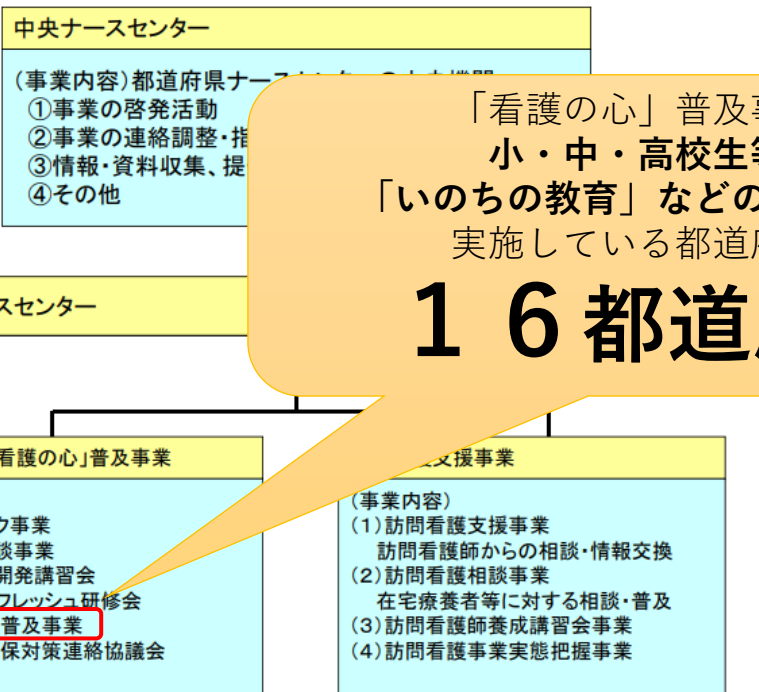 中央ナースセンター
(事業内容)都道府県ナー
①事業の啓発活動
②事業の連絡調整・指
③情報・資料収集、提
④その他
「看護の心」普及事
小・中・高校生等
「いのちの教育」などの
実施している都道府
16都道府
スセンター
看護の心」普及事業
ク事業
談事業
開発講習会
フレッシュ研修会
普及事業
保対策連絡協議会
支援事業
(事業内容)
(1)訪問看護支援事業
訪問看護師からの相談・情報交換
(2)訪問看護相談事業
在宅療養者等に対する相談・普及
(3)訪問看護師養成講習会事業
(4)訪問看護事業実態把握事業